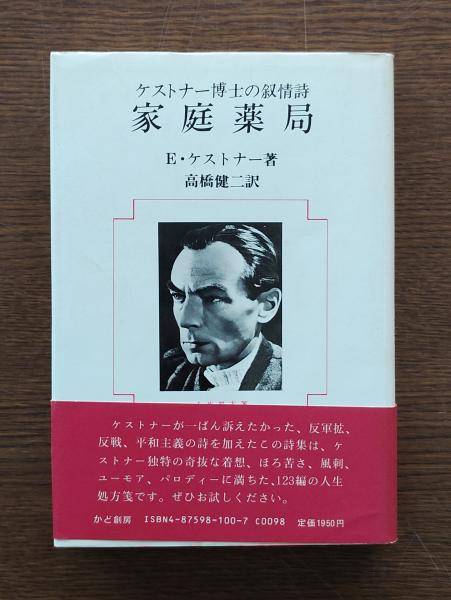 ケストナー博士の叙情詩
家庭薬局
E・ケストナー著
高橋健二訳
ケストナーが一ばん訴えたかった、反軍拡、
反戦、平和主義の詩を加えたこの詩集は、ケ
ストナー独特の奇抜な着想、ほろ苦さ、風刺、
ユーモア、パロディーに満ちた、123編の人生
処方箋です。ぜひお試しください。
かど創房 ISBN4-87598-100-7 C0098 定価1950円